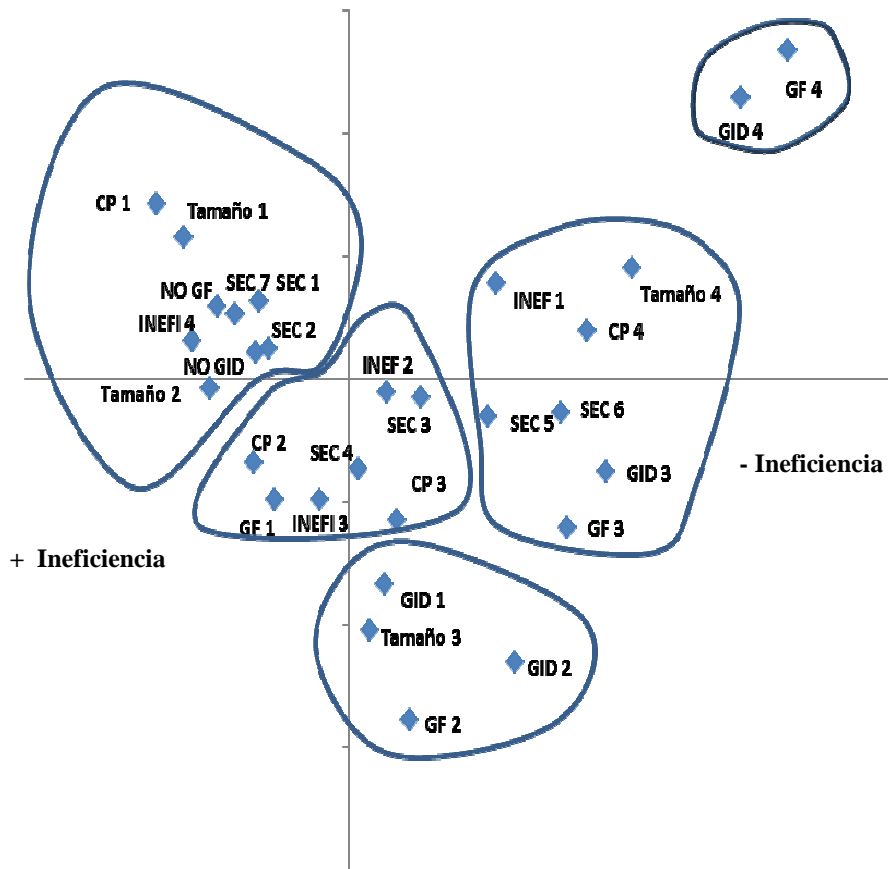 GF 4
GID 4
CP 1
Tamaño 1
SEC 7 SEC 1
NO GF
Tamaño 4
INEF 1
INEFI 4
SEC 2
CP 4
NO GID
INEF 2
Tamaño 2
SEC 6
SEC 5
SEC 3
CP 2
SEC 4
- Ineficiencia
GID 3
CP 3
GF 1
INEFI 3
GF 3
+ Ineficiencia
GID 1
Tamaño 3
GID 2
GF 2